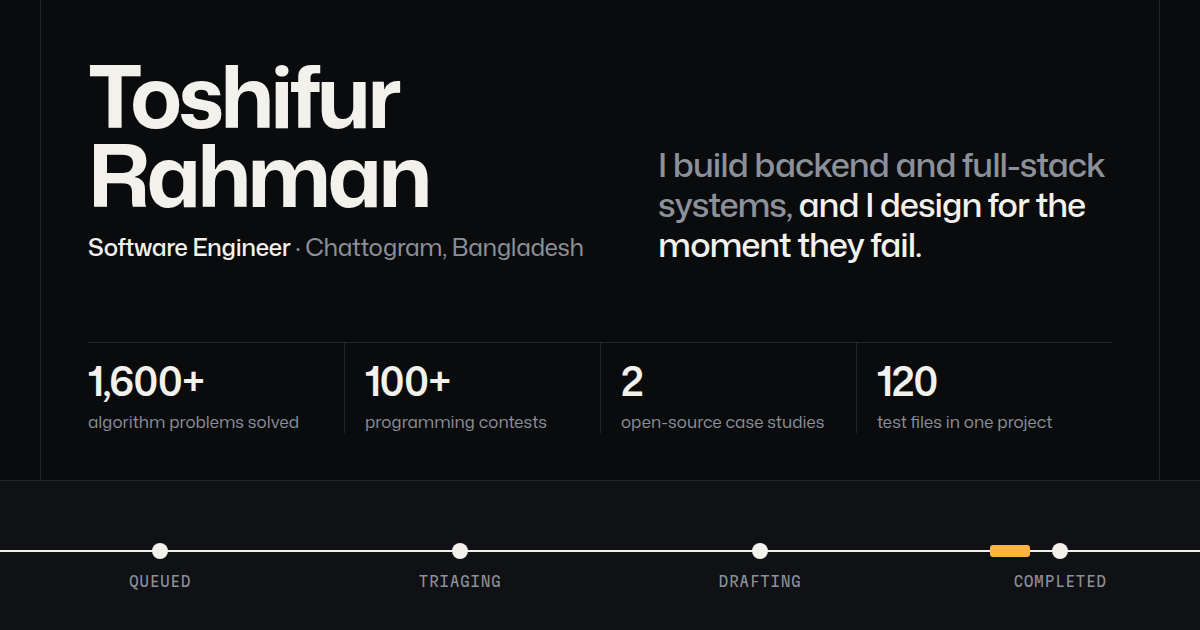 Toshifur
Rahman
Software Engineer · Chattogram, Bangladesh
I build backend and full-stack
systems, and I design for the
moment they fail.
1,600+
algorithm problems solved
100+
programming contests
2
open-source case studies
120
test files in one project
QUEUED
TRIAGING
DRAFTING
COMPLETED